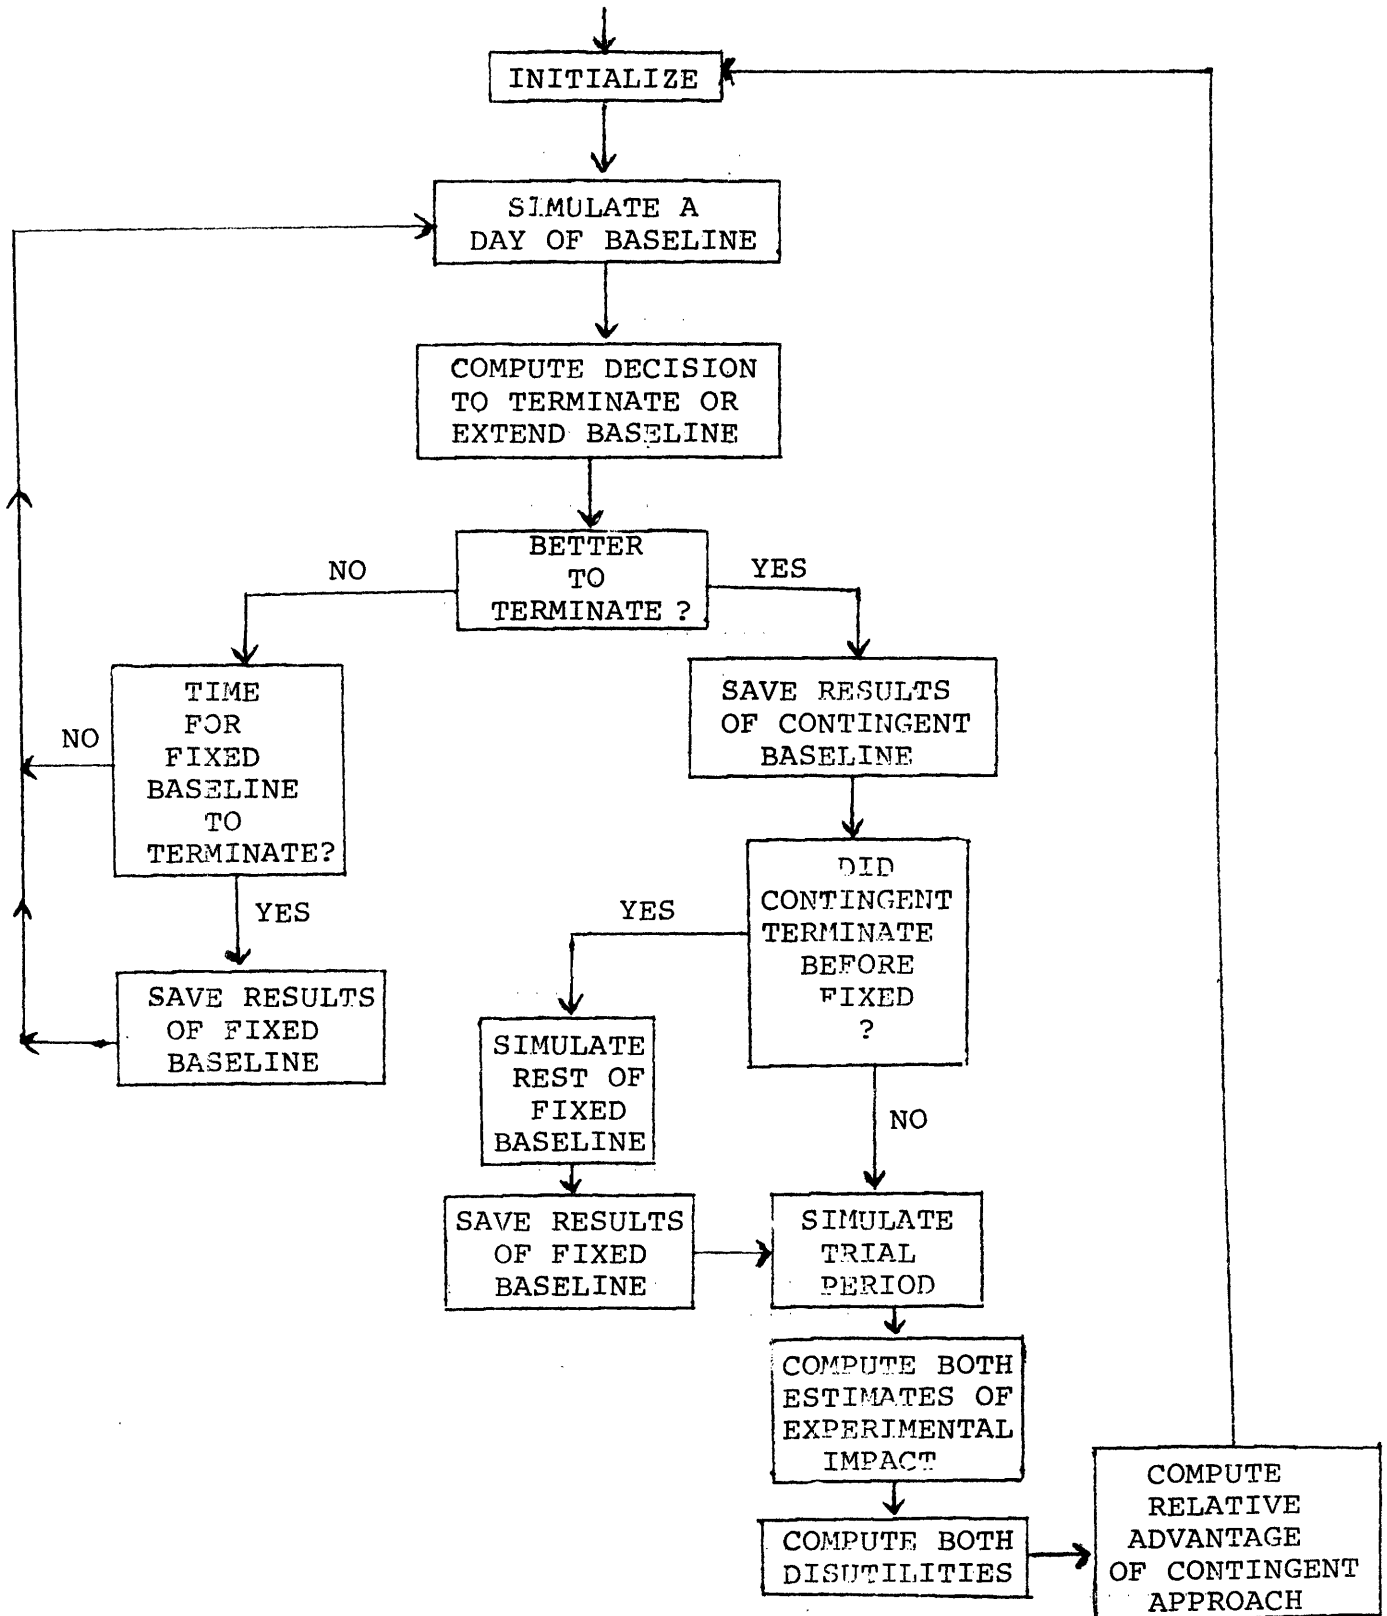 INITIALIZE
SIMULATE A
DAY OF BASELINE
COMPUTE DECISION
TO TERMINATE OR
EXTEND BASELINE
BETTER
TO
TERMINATE ?
NO
YES
TIME
FOR
FIXED
BASELINE
TO
TERMINATE?
NO
YES
SAVE RESULTS
OF FIXED
BASELINE
SAVE RESULTS
OF CONTINGENT
BASELINE
DID
CONTINGENT
TERMINATE
BEFORE
FIXED
?
YES
NO
SIMULATE
REST OF
FIXED
BASELINE
SAVE RESULTS
OF FIXED
BASELINE
SIMULATE
TRIAL
PERIOD
COMPUTE BOTH
ESTIMATES OF
EXPERIMENTAL
IMPACT
COMPUTE BOTH
DISUTILITIES
COMPUTE
RELATIVE
ADVANTAGE
OF CONTINGENT
APPROACH